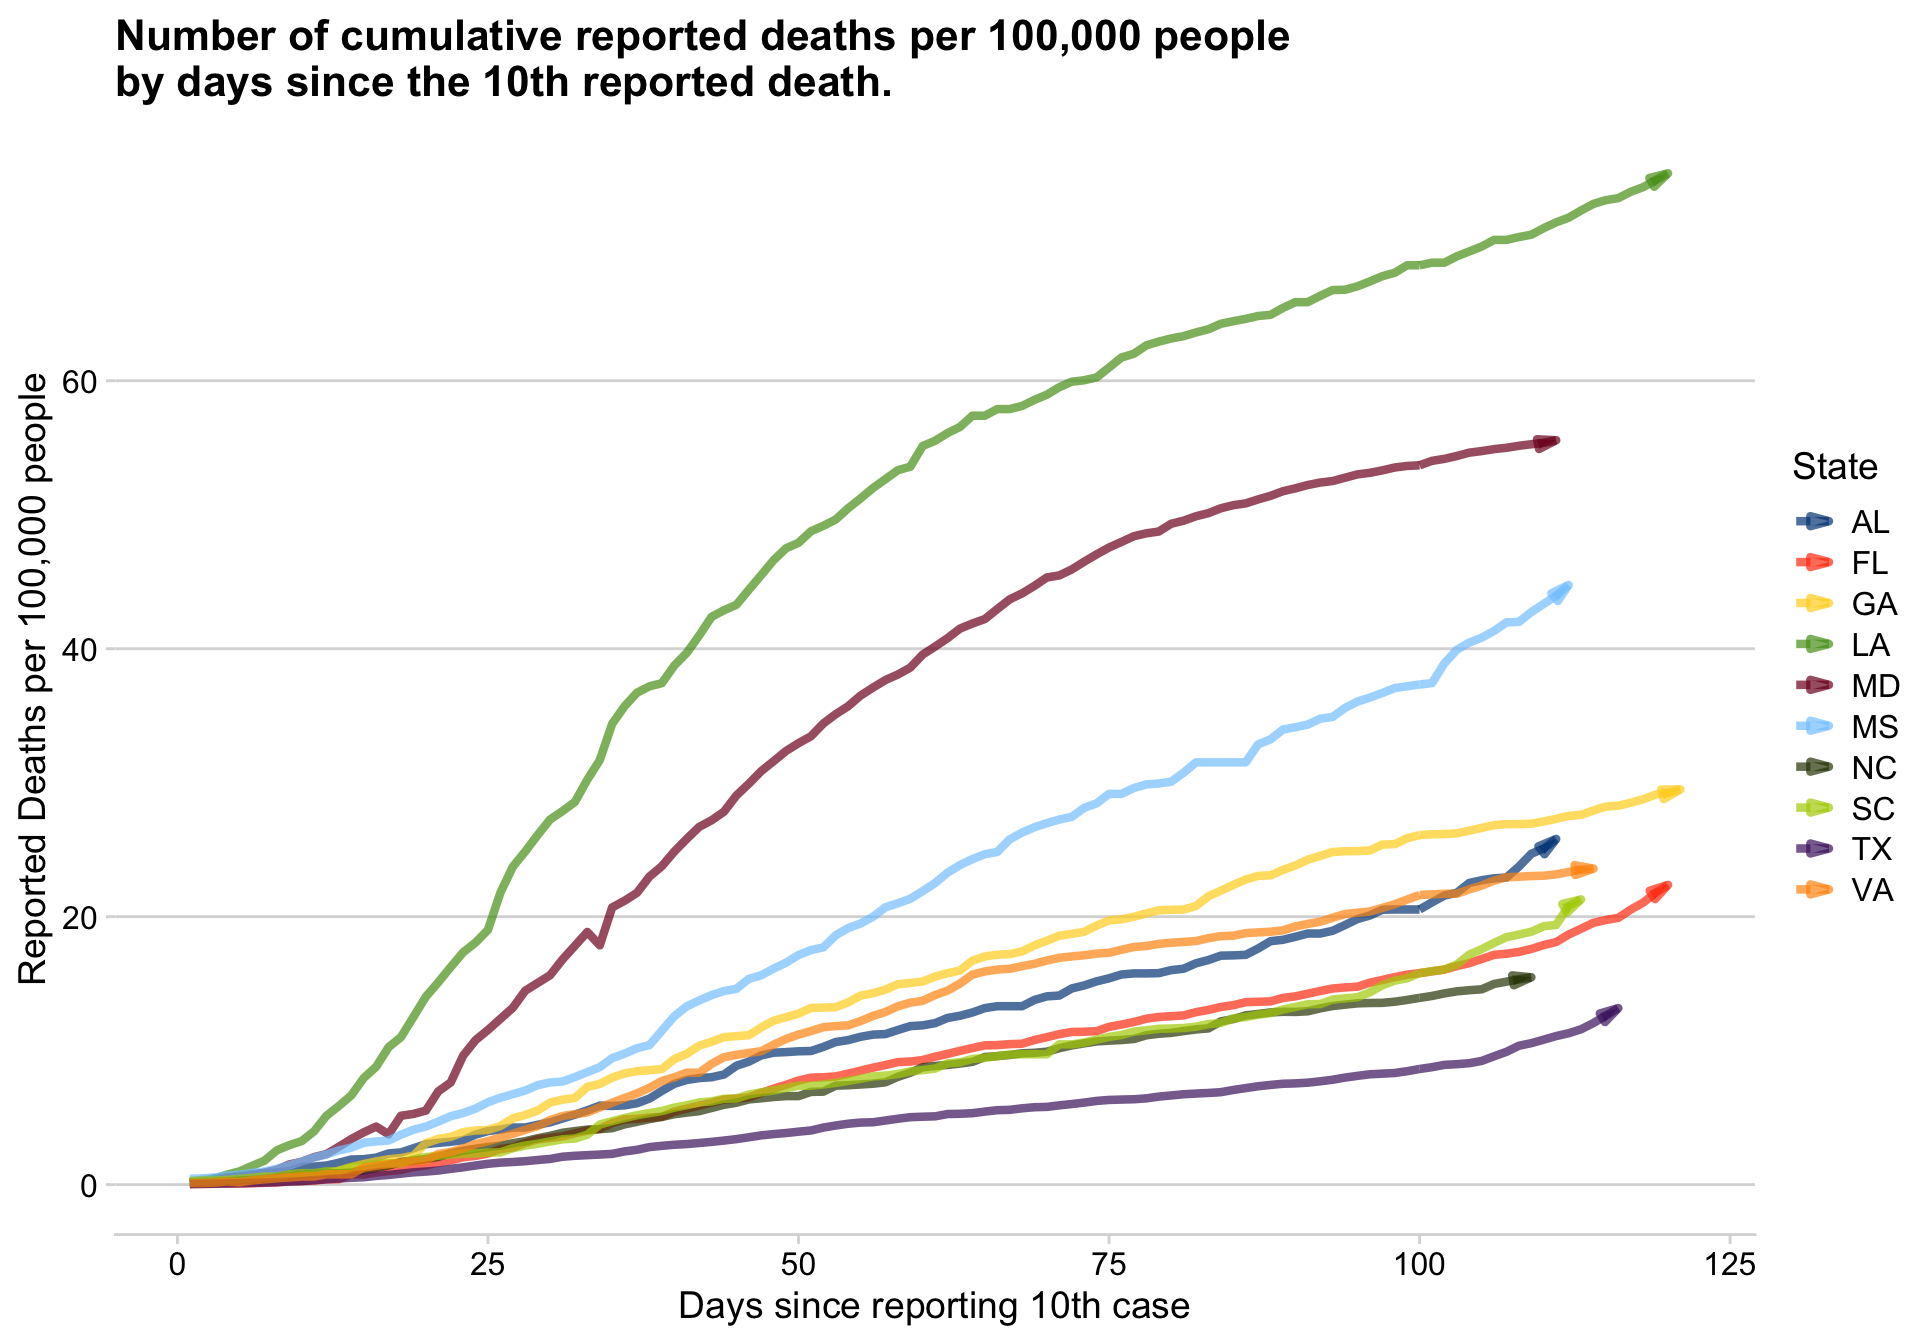 Number of cumulative reported deaths per 100,000 people
by days since the 10th reported death.
Reported Deaths per 100,000 people
60
40
20
0
0 25 50 75 100 125
Days since reporting 10th case
State
AL
FL
GA
LA
MD
MS
NC
SC
TX
VA